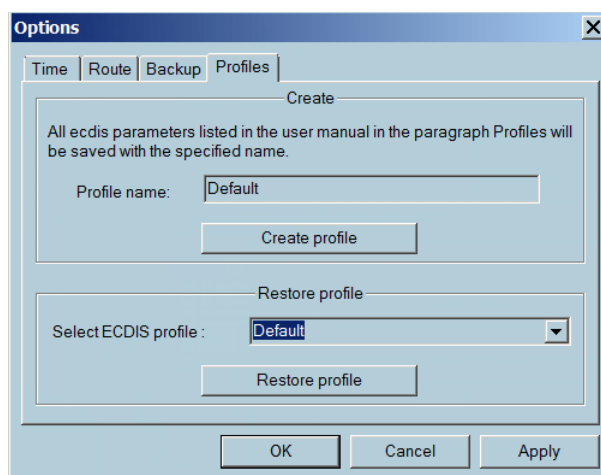 Options
Time Route Backup Profiles
Create
All ecdis parameters listed in the user manual in the paragraph Profiles will
be saved with the specified name.
Profile name: Default
Create profile
Restore profile
Select ECDIS profile : Default
Restore profile
OK Cancel Apply